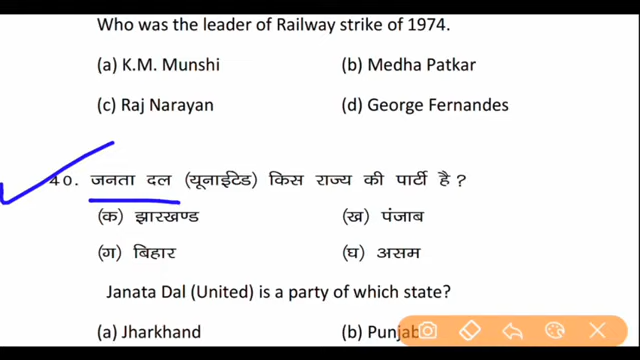 Who was the leader of Railway strike of 1974.
(a) K.M. Munshi (b) Medha Patkar
(c) Raj Narayan (d) George Fernandes
40. जनता दल (यूनाईटेड) किस राज्य की पार्टी है ?
(क) झारखण्ड (ख) पंजाब
(ग) बिहार (घ) असम
Janata Dal (United) is a party of which state?
(a) Jharkhand (b) Punjab